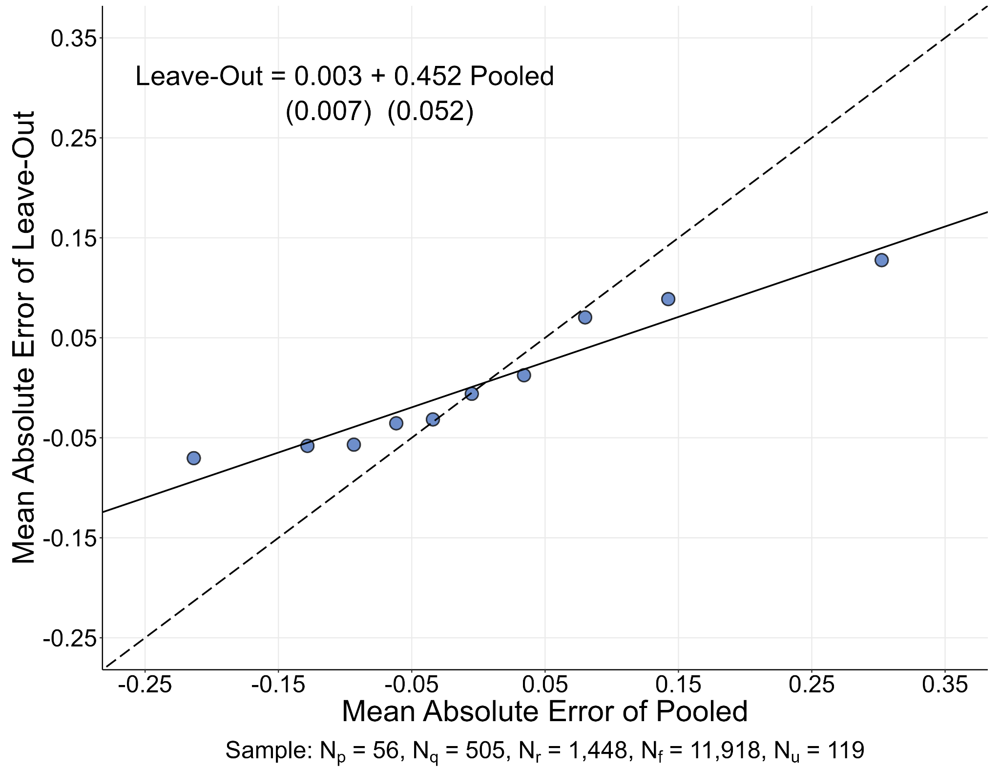 0.35
Leave-Out = 0.003 + 0.452 Pooled
(0.007) (0.052)
0.25
0.15
0.05
-0.05
-0.15
-0.25
Mean Absolute Error of Leave-Out
-0.25 -0.15 -0.05 0.05 0.15 0.25 0.35
Mean Absolute Error of Pooled
Sample: Nₚ = 56, N_q = 505, Nᵣ = 1,448, N_f = 11,918, Nᵤ = 119